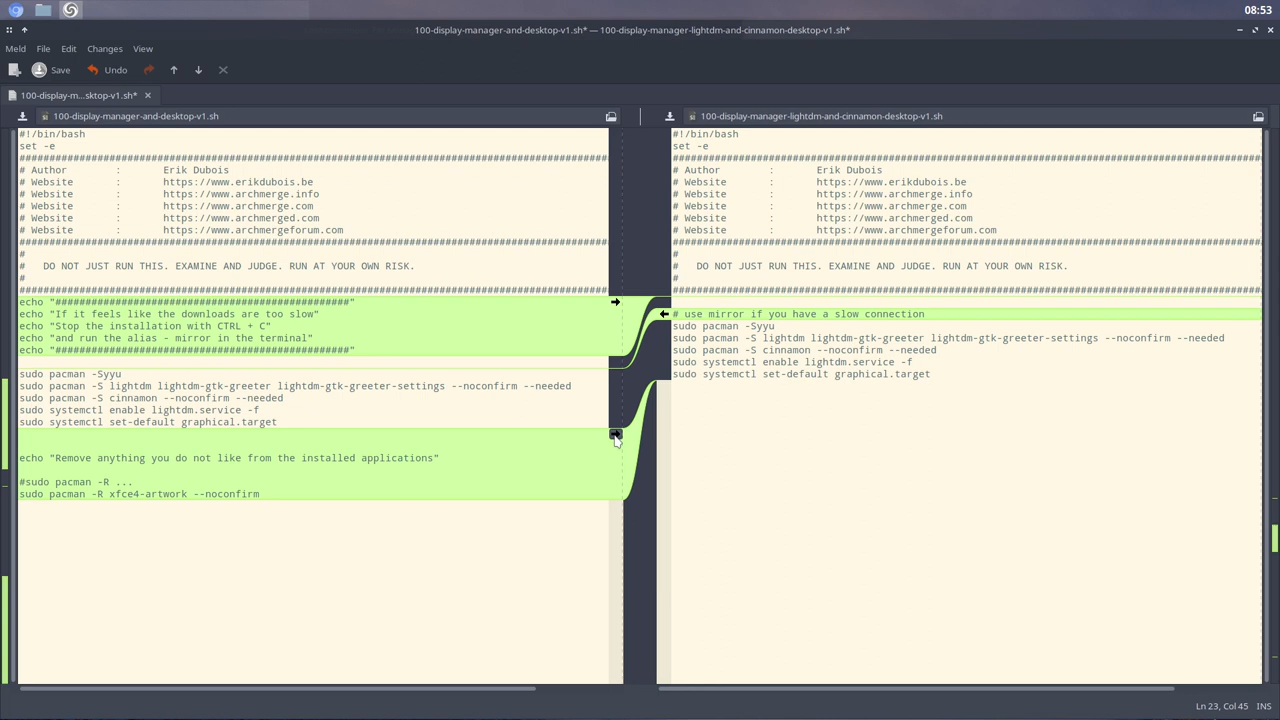 08:53
100-display-manager-and-desktop-v1.sh* — 100-display-manager-lightdm-and-cinnamon-desktop-v1.sh*
Meld File Edit Changes View
Save Undo
100-display-m...sktop-v1.sh*
100-display-manager-and-desktop-v1.sh
#!/bin/bash
set -e
##################################################################################################
# Author : Erik Dubois
# Website : https://www.erikdubois.be
# Website : https://www.archmerge.info
# Website : https://www.archmerge.com
# Website : https://www.archmerged.com
# Website : https://www.archmergeforum.com
##################################################################################################
#
# DO NOT JUST RUN THIS. EXAMINE AND JUDGE. RUN AT YOUR OWN RISK.
#
##################################################################################################
echo "################################################"
echo "If it feels like the downloads are too slow"
echo "Stop the installation with CTRL + C"
echo "and run the alias - mirror in the terminal"
echo "################################################"
sudo pacman -Syyu
sudo pacman -S lightdm lightdm-gtk-greeter lightdm-gtk-greeter-settings --noconfirm --needed
sudo pacman -S cinnamon --noconfirm --needed
sudo systemctl enable lightdm.service -f
sudo systemctl set-default graphical.target
echo "Remove anything you do not like from the installed applications"
#sudo pacman -R ...
sudo pacman -R xfce4-artwork --noconfirm
100-display-manager-lightdm-and-cinnamon-desktop-v1.sh
#!/bin/bash
set -e
##################################################################################################
# Author : Erik Dubois
# Website : https://www.erikdubois.be
# Website : https://www.archmerge.info
# Website : https://www.archmerge.com
# Website : https://www.archmerged.com
# Website : https://www.archmergeforum.com
##################################################################################################
#
# DO NOT JUST RUN THIS. EXAMINE AND JUDGE. RUN AT YOUR OWN RISK.
#
##################################################################################################
# use mirror if you have a slow connection
sudo pacman -Syyu
sudo pacman -S lightdm lightdm-gtk-greeter lightdm-gtk-greeter-settings --noconfirm --needed
sudo pacman -S cinnamon --noconfirm --needed
sudo systemctl enable lightdm.service -f
sudo systemctl set-default graphical.target
Ln 23, Col 45 INS